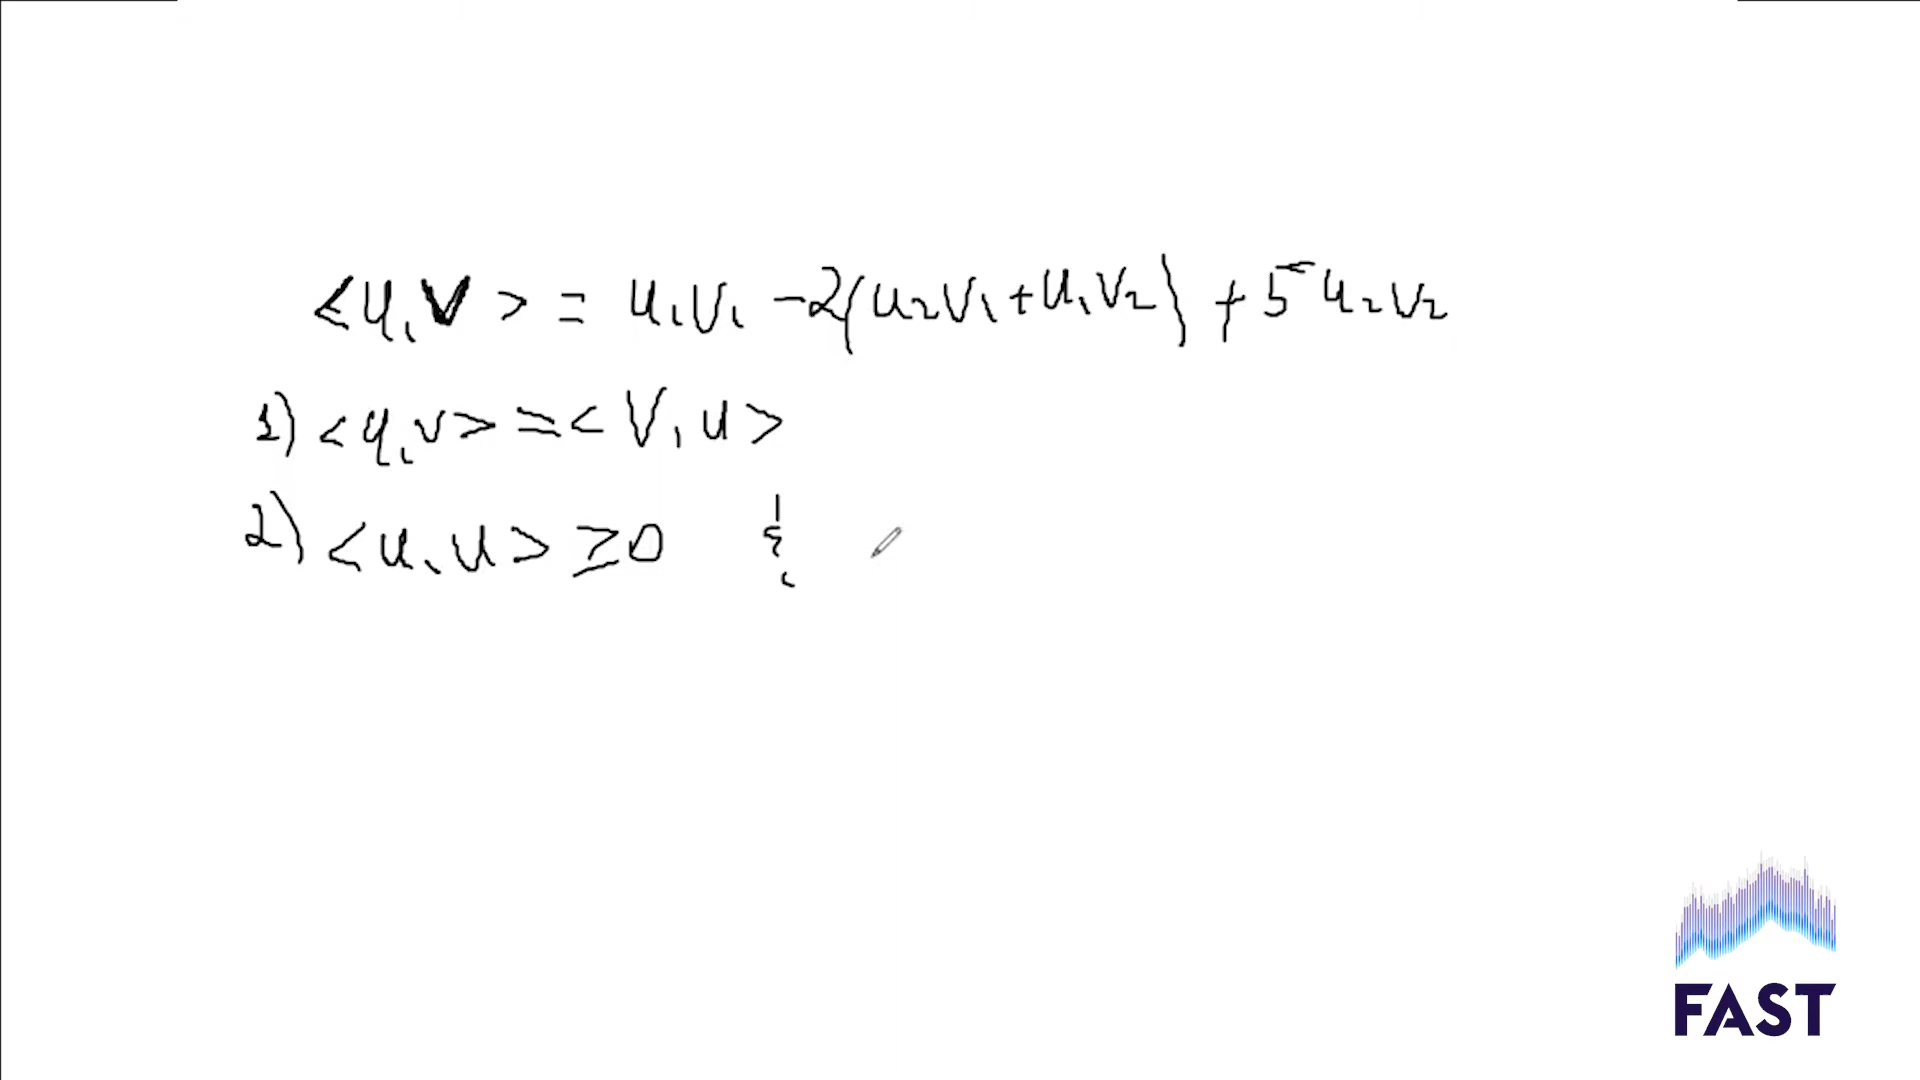 <u,v> = u₁v₁ -2(u₂v₁+u₁v₂) + 5u₂v₂
1) <u,v> = <v,u>
2) <u,u> ≥0
FAST